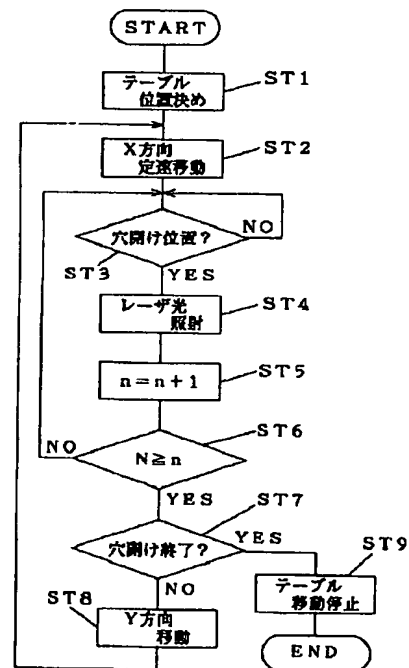 START
テーブル
位置決め
ST1
X方向
定速移動
ST2
穴開け位置?
NO
ST3
YES
レーザ光
照射
ST4
n=n+1
ST5
N≧n
ST6
NO
YES
ST7
穴開け終了?
YES
ST9
NO
テーブル
移動停止
ST8
Y方向
移動
END